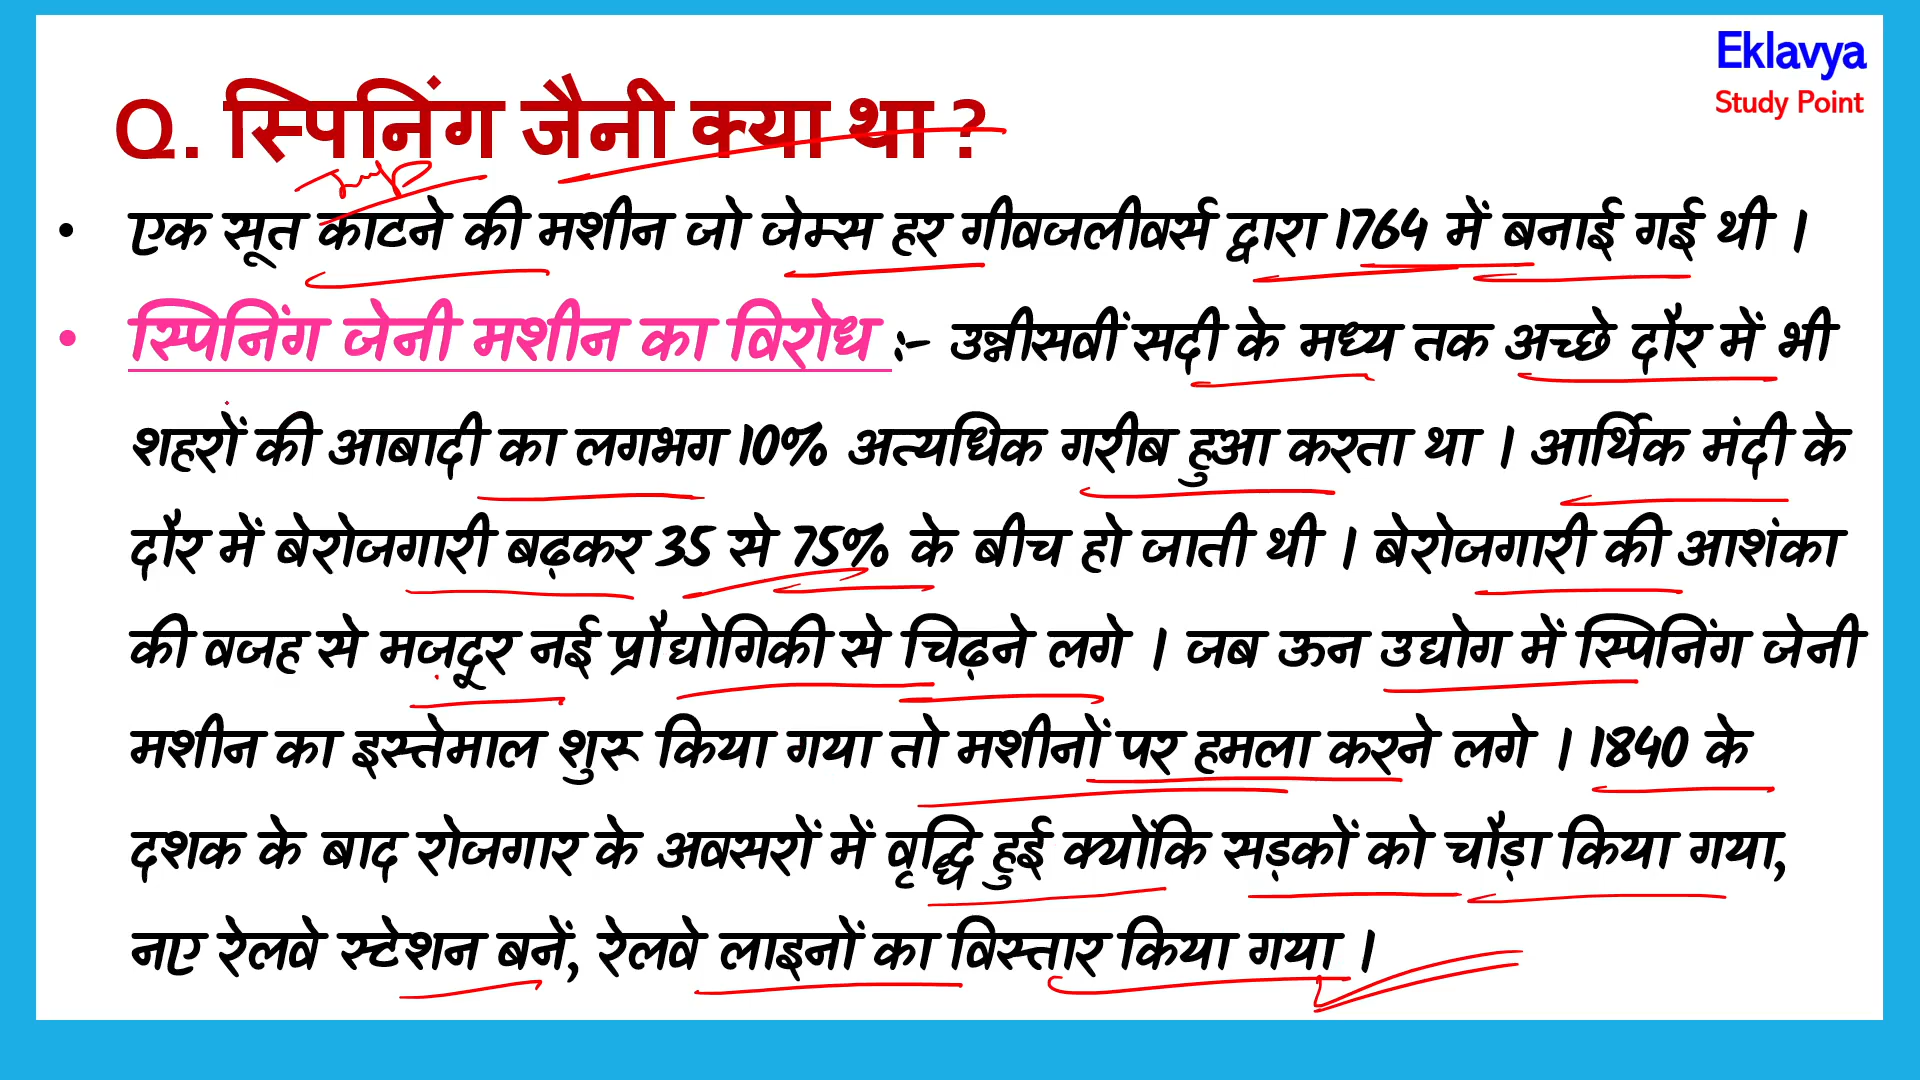 Eklavya
Study Point
Q. स्पिनिंग जैनी क्या था ?
• एक सूत काटने की मशीन जो जेम्स हर गीवजलीवर्स द्वारा 1764 में बनाई गई थी ।
• स्पिनिंग जेनी मशीन का विरोध :- उन्नीसवीं सदी के मध्य तक अच्छे दौर में भी
शहरों की आबादी का लगभग 10% अत्यधिक गरीब हुआ करता था । आर्थिक मंदी के
दौर में बेरोजगारी बढ़कर 35 से 75% के बीच हो जाती थी । बेरोजगारी की आशंका
की वजह से मजदूर नई प्रौद्योगिकी से चिढ़ने लगे । जब ऊन उद्योग में स्पिनिंग जेनी
मशीन का इस्तेमाल शुरू किया गया तो मशीनों पर हमला करने लगे । 1840 के
दशक के बाद रोजगार के अवसरों में वृद्धि हुई क्योंकि सड़कों को चौड़ा किया गया,
नए रेलवे स्टेशन बनें, रेलवे लाइनों का विस्तार किया गया ।